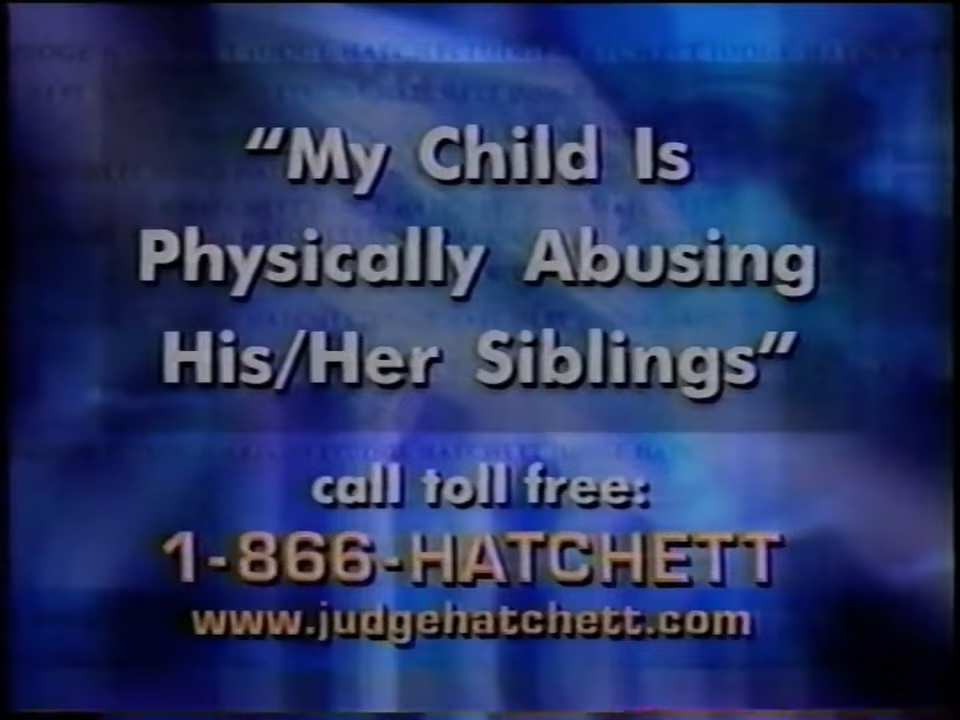 “My Child Is
Physically Abusing
His/Her Siblings”
call toll free:
1-866-HATCHETT
www.judgehatchett.com